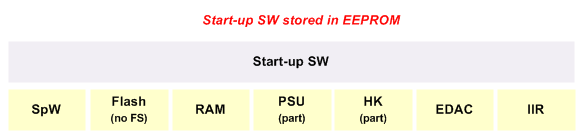 Start-up SW stored in EEPROM
Start-up SW
SpW
Flash
(no FS)
RAM
PSU
(part)
HK
(part)
EDAC
IIR